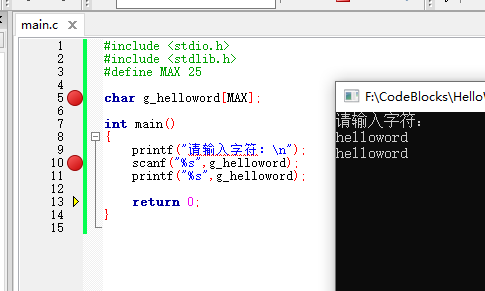 main.c
1 #include <stdio.h>
2 #include <stdlib.h>
3 #define MAX 25
4
5 char g_helloword[MAX];
6
7 int main()
8 {
9 printf("请输入字符：\n");
10 scanf("%s",g_helloword);
11 printf("%s",g_helloword);
12
13 return 0;
14 }
15
F:\CodeBlocks\Hello
请输入字符：
helloword
helloword